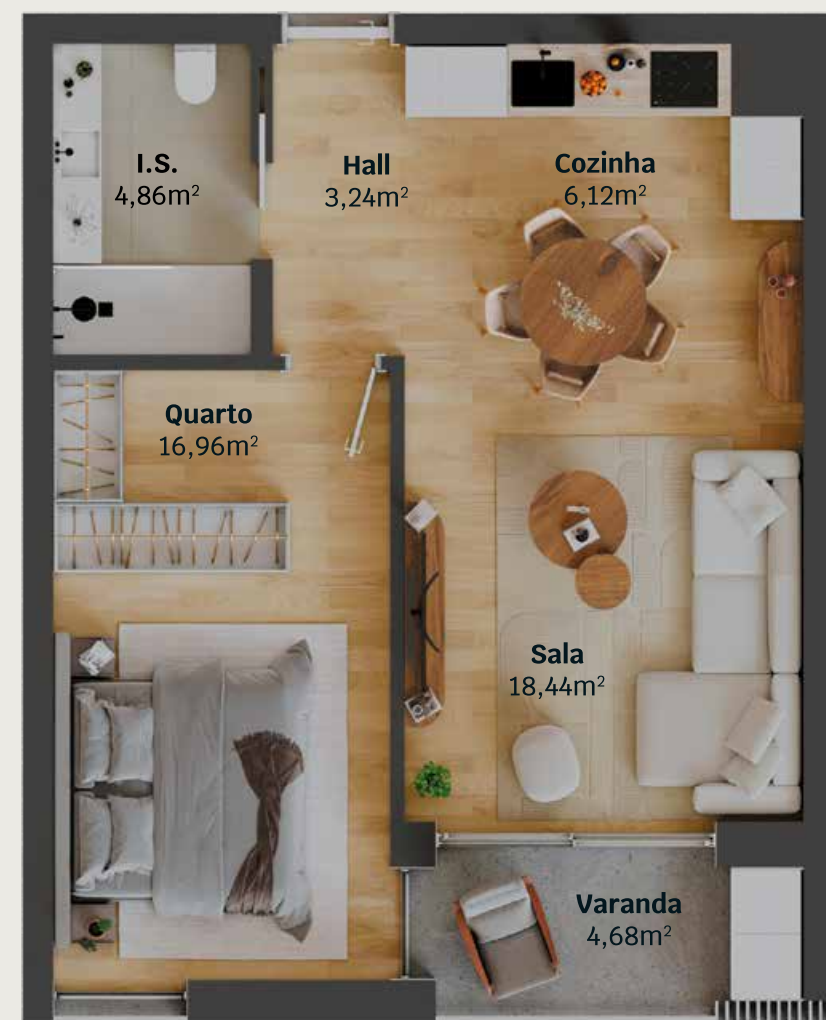 I.S.
4,86m²
Hall
3,24m²
Cozinha
6,12m²
Quarto
16,96m²
Sala
18,44m²
Varanda
4,68m²